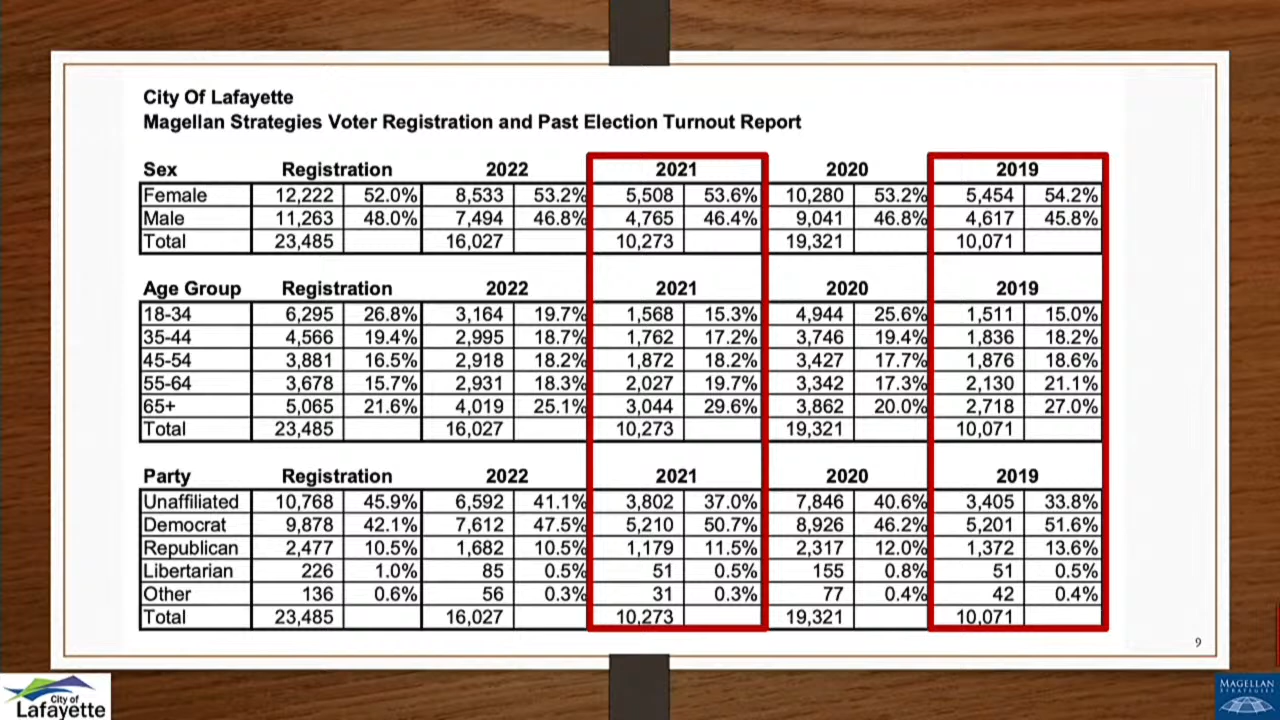 City Of Lafayette
Magellan Strategies Voter Registration and Past Election Turnout Report
Sex Registration 2022 2021 2020 2019
Female 12,222 52.0% 8,533 53.2% 5,508 53.6% 10,280 53.2% 5,454 54.2%
Male 11,263 48.0% 7,494 46.8% 4,765 46.4% 9,041 46.8% 4,617 45.8%
Total 23,485 16,027 10,273 19,321 10,071
Age Group Registration 2022 2021 2020 2019
18-34 6,295 26.8% 3,164 19.7% 1,568 15.3% 4,944 25.6% 1,511 15.0%
35-44 4,566 19.4% 2,995 18.7% 1,762 17.2% 3,746 19.4% 1,836 18.2%
45-54 3,881 16.5% 2,918 18.2% 1,872 18.2% 3,427 17.7% 1,876 18.6%
55-64 3,678 15.7% 2,931 18.3% 2,027 19.7% 3,342 17.3% 2,130 21.1%
65+ 5,065 21.6% 4,019 25.1% 3,044 29.6% 3,862 20.0% 2,718 27.0%
Total 23,485 16,027 10,273 19,321 10,071
Party Registration 2022 2021 2020 2019
Unaffiliated 10,768 45.9% 6,592 41.1% 3,802 37.0% 7,846 40.6% 3,405 33.8%
Democrat 9,878 42.1% 7,612 47.5% 5,210 50.7% 8,926 46.2% 5,201 51.6%
Republican 2,477 10.5% 1,682 10.5% 1,179 11.5% 2,317 12.0% 1,372 13.6%
Libertarian 226 1.0% 85 0.5% 51 0.5% 155 0.8% 51 0.5%
Other 136 0.6% 56 0.3% 31 0.3% 77 0.4% 42 0.4%
Total 23,485 16,027 10,273 19,321 10,071
9
City of
Lafayette
MAGELLAN
STRATEGIES